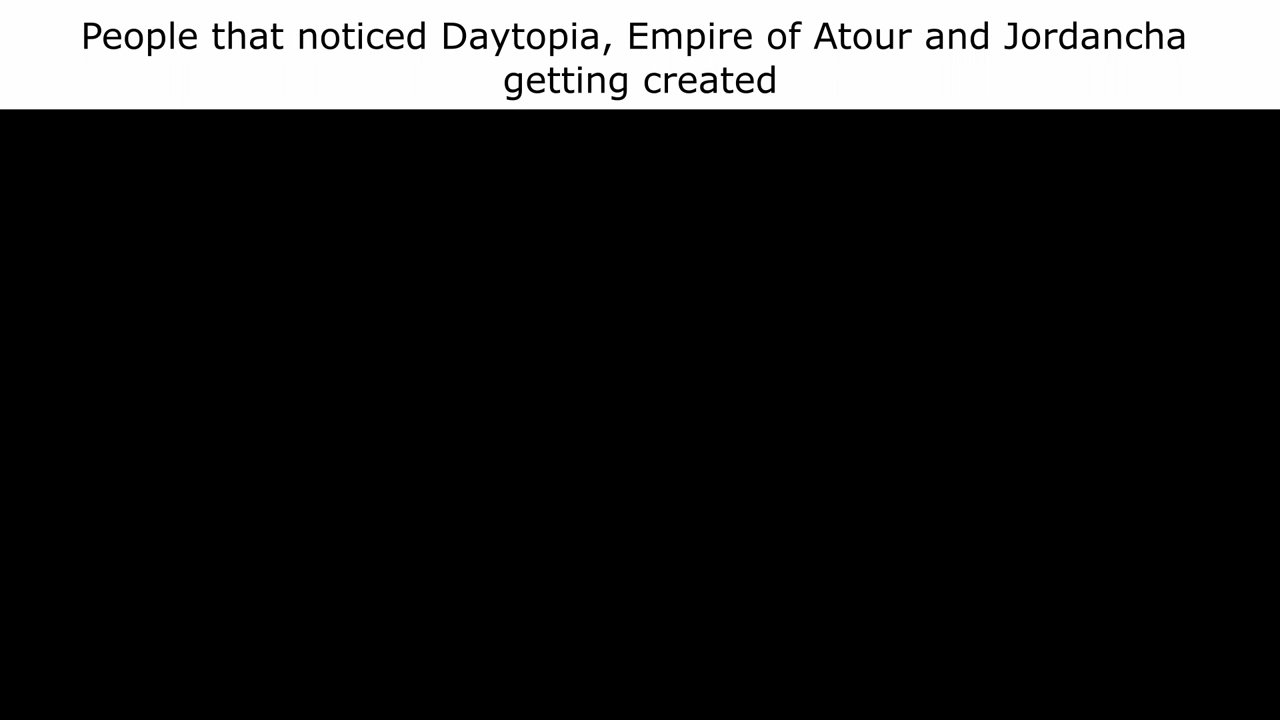 People that noticed Daytopia, Empire of Atour and Jordancha
getting created